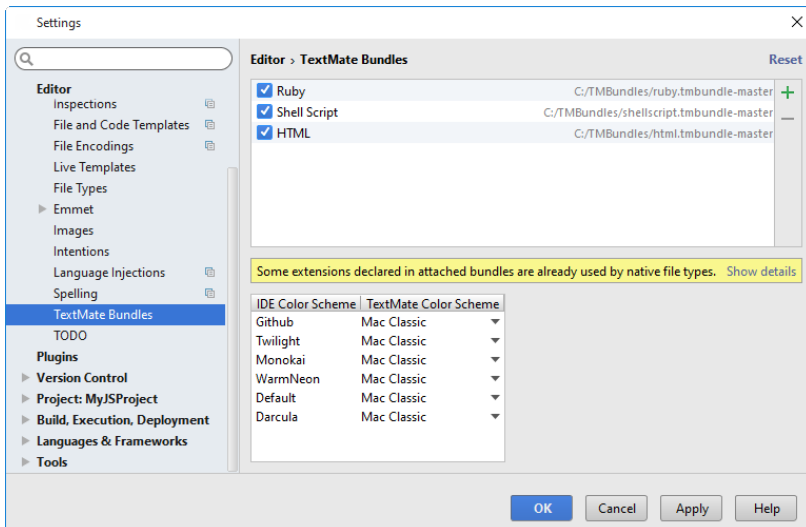 Settings
Editor
Inspections
File and Code Templates
File Encodings
Live Templates
File Types
Emmet
Images
Intentions
Language Injections
Spelling
TextMate Bundles
TODO
Plugins
Version Control
Project: MyJSProject
Build, Execution, Deployment
Languages & Frameworks
Tools
Editor › TextMate Bundles Reset
Ruby C:/TMBundles/ruby.tmbundle-master
Shell Script C:/TMBundles/shellscript.tmbundle-master
HTML C:/TMBundles/html.tmbundle-master
Some extensions declared in attached bundles are already used by native file types. Show details
IDE Color Scheme TextMate Color Scheme
Github Mac Classic
Twilight Mac Classic
Monokai Mac Classic
WarmNeon Mac Classic
Default Mac Classic
Darcula Mac Classic
OK Cancel Apply Help